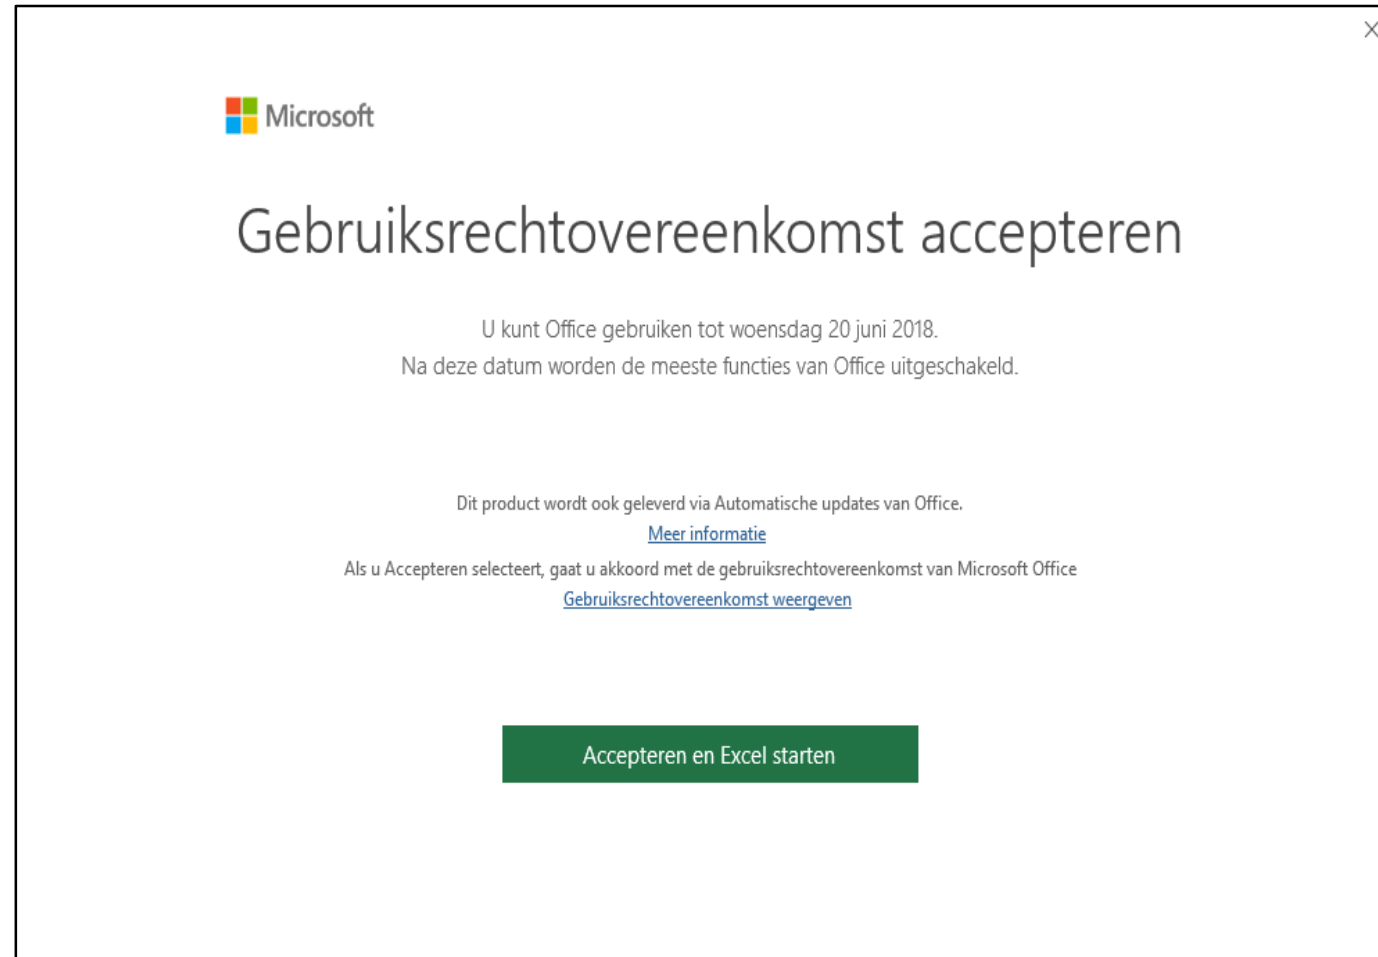 Microsoft
Gebruiksrechtovereenkomst accepteren
U kunt Office gebruiken tot woensdag 20 juni 2018.
Na deze datum worden de meeste functies van Office uitgeschakeld.
Dit product wordt ook geleverd via Automatische updates van Office.
Meer informatie
Als u Accepteren selecteert, gaat u akkoord met de gebruiksrechtovereenkomst van Microsoft Office
Gebruiksrechtovereenkomst weergeven
Accepteren en Excel starten